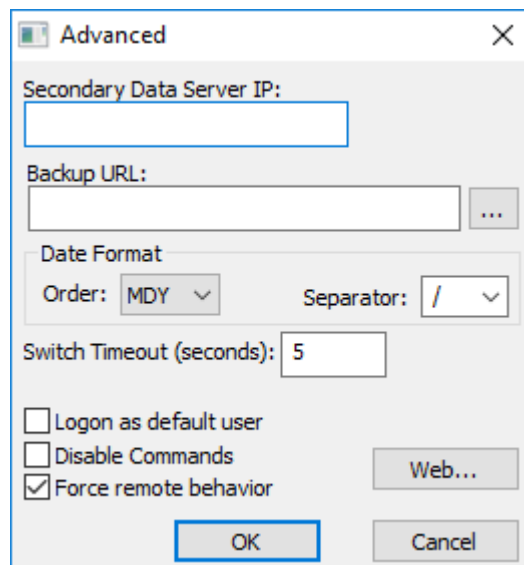 Advanced
Secondary Data Server IP:
Backup URL:
...
Date Format
Order: MDY Separator: /
Switch Timeout (seconds): 5
Logon as default user
Disable Commands
Web...
Force remote behavior
OK Cancel